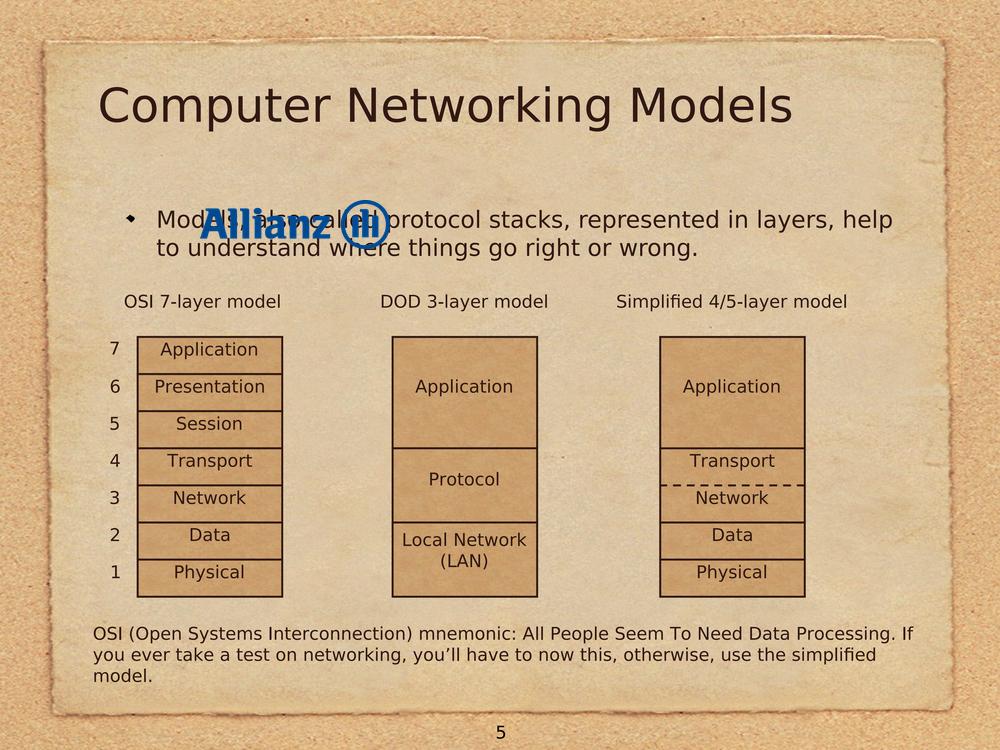 Computer Networking Models
Models, also called protocol stacks, represented in layers, help
to understand where things go right or wrong.
Allianz
OSI 7-layer model
DOD 3-layer model
Simplified 4/5-layer model
7 Application
6 Presentation
5 Session
4 Transport
3 Network
2 Data
1 Physical
Application
Protocol
Local Network
(LAN)
Application
Transport
Network
Data
Physical
OSI (Open Systems Interconnection) mnemonic: All People Seem To Need Data Processing. If
you ever take a test on networking, you’ll have to now this, otherwise, use the simplified
model.
5